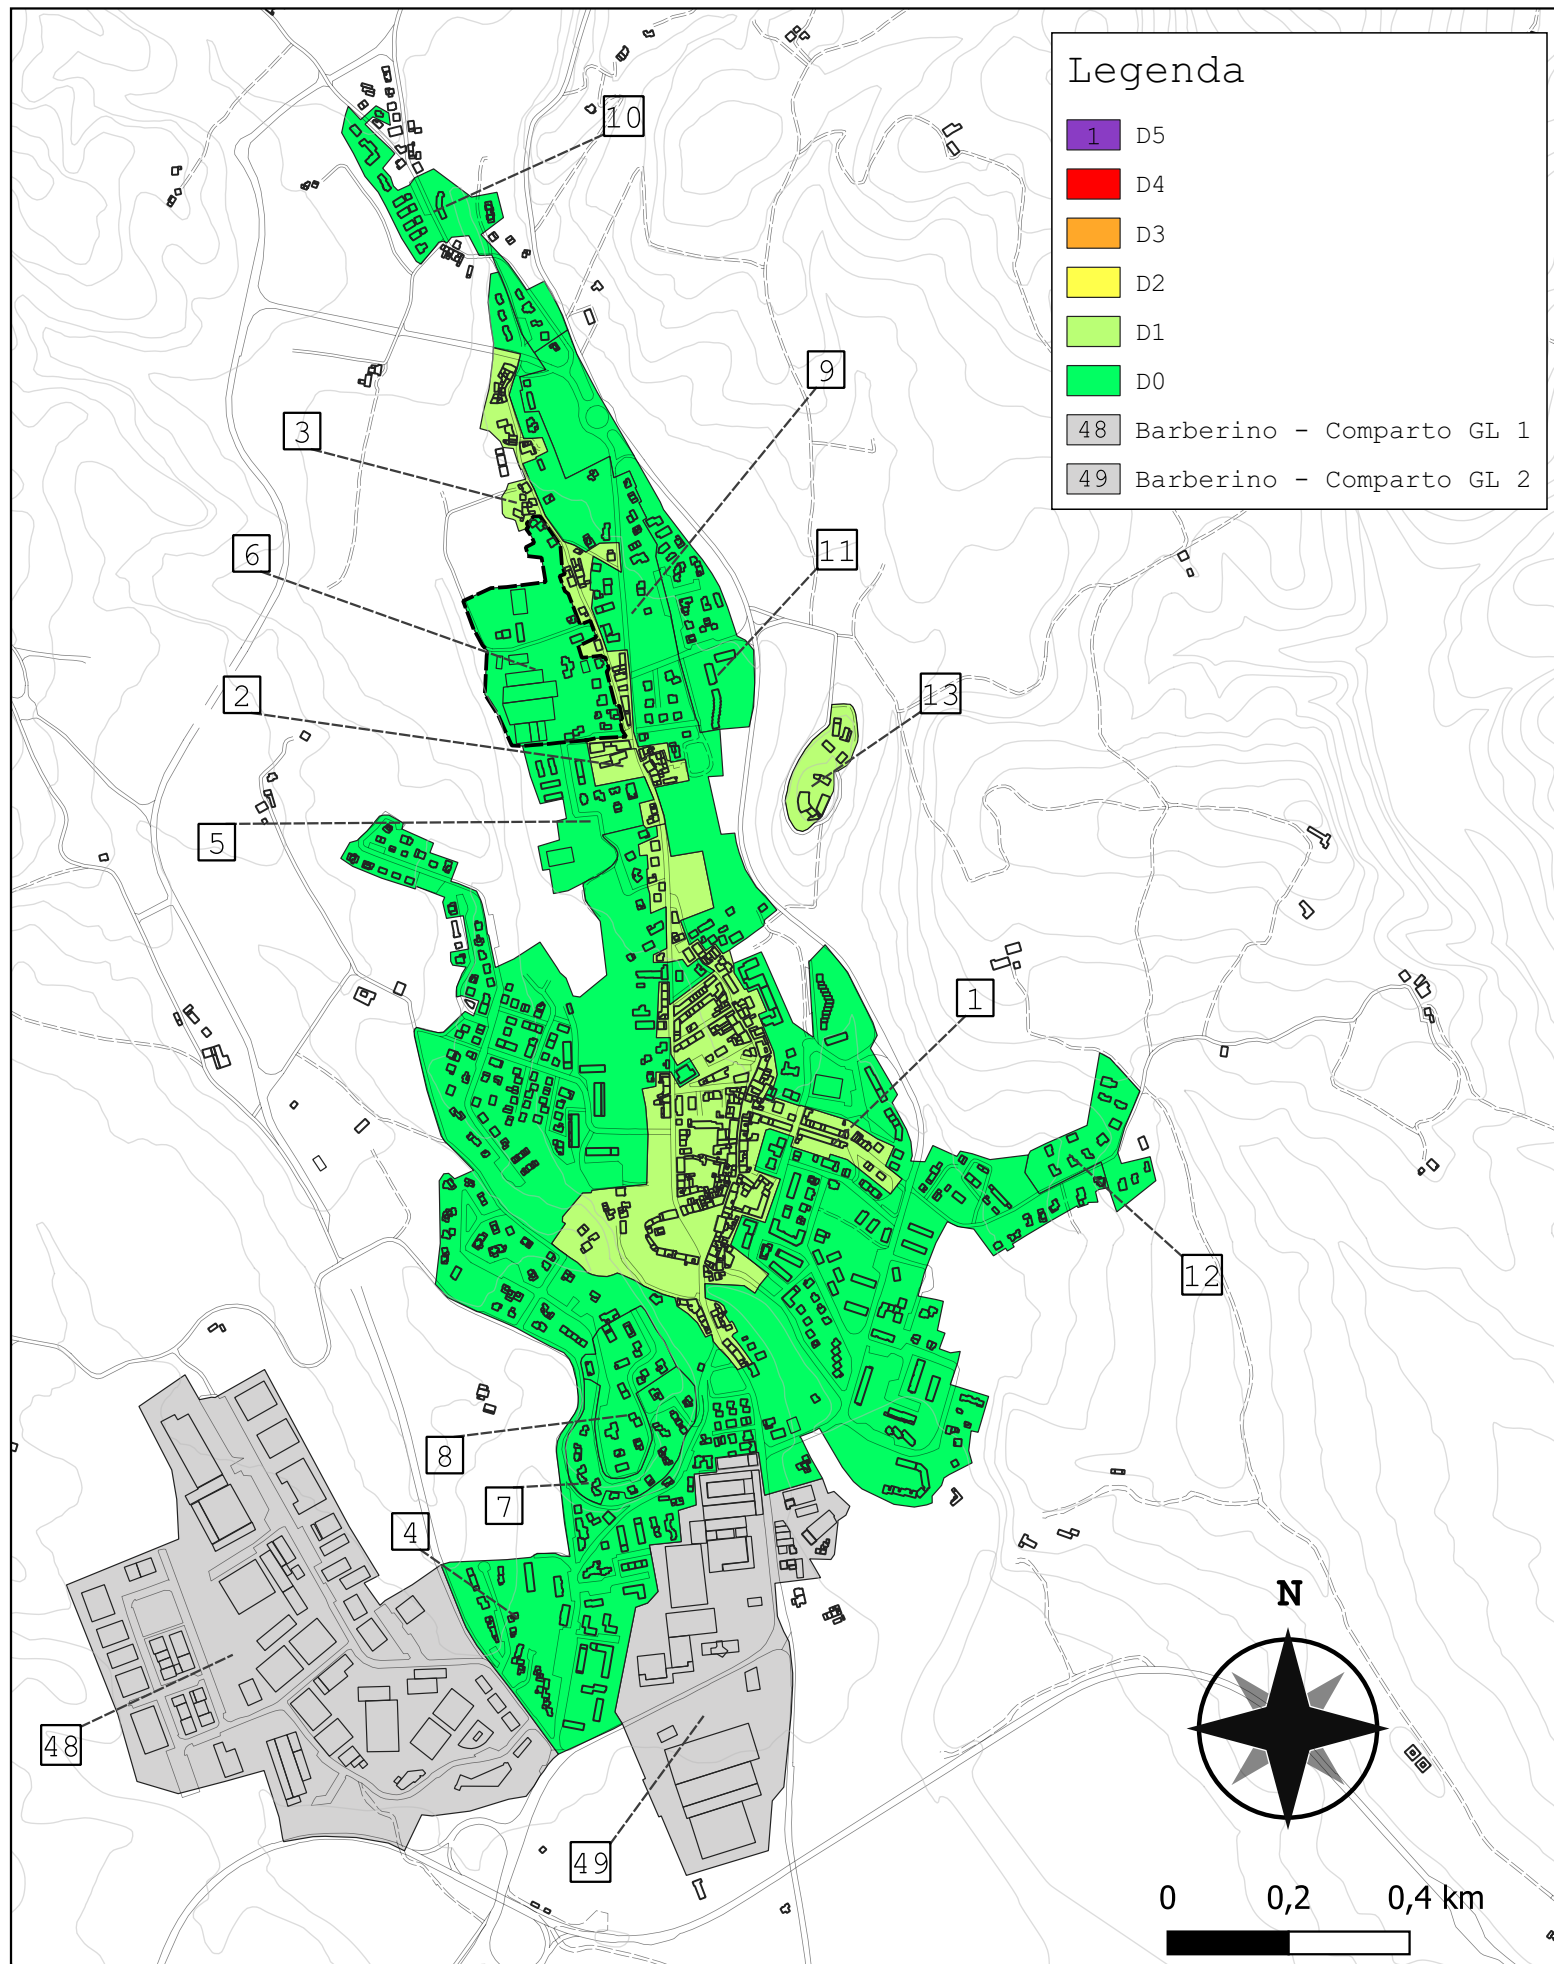 Legenda
1 D5
D4
D3
D2
D1
D0
48 Barberino - Comparto GL 1
49 Barberino - Comparto GL 2
10
9
3
6
11
2
13
5
1
12
8
7
4
48
49
N
0 0,2 0,4 km